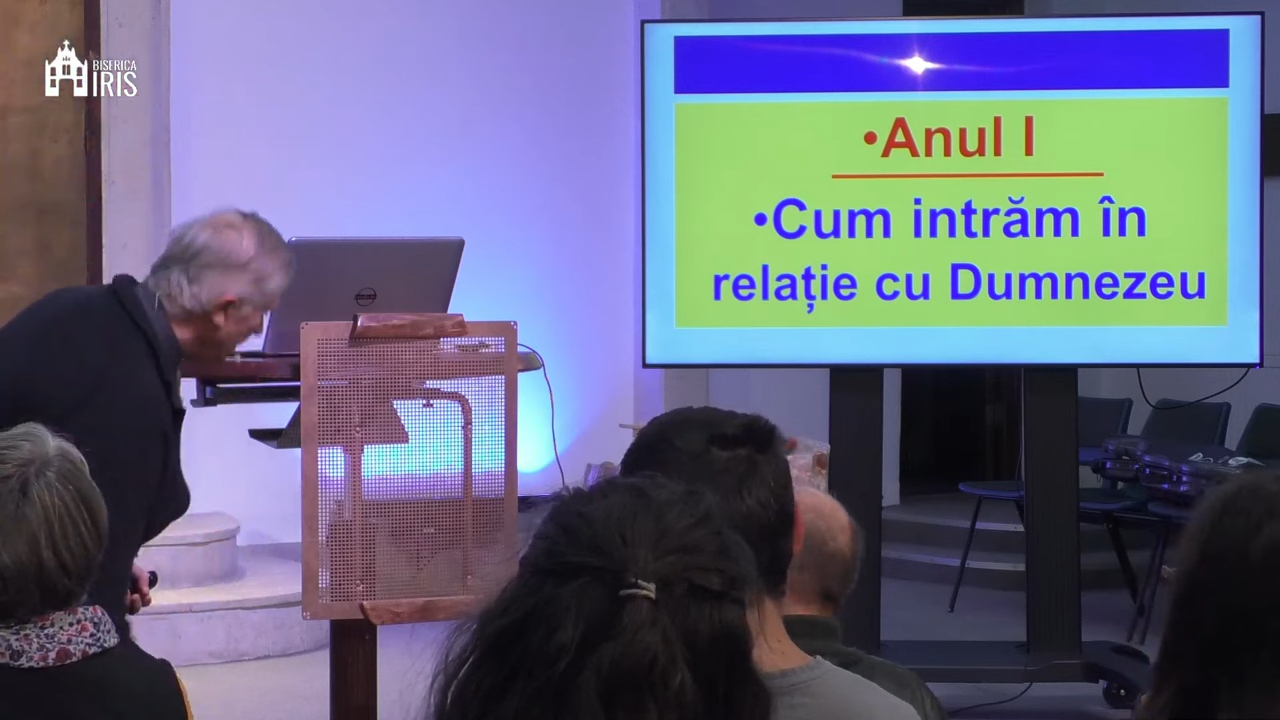 BISERICA
IRIS
•Anul I
•Cum intrăm în
relație cu Dumnezeu